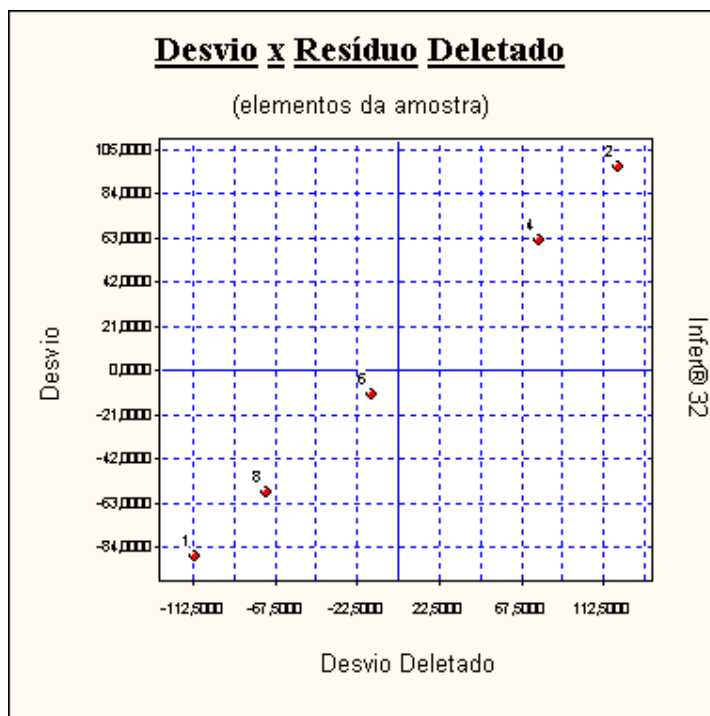 Desvio x Resíduo Deletado
(elementos da amostra)
105,0000
84,0000
63,0000
42,0000
21,0000
0,0000
-21,0000
-42,0000
-63,0000
-84,0000
2
4
6
8
1
-112,5000 -67,5000 -22,5000 22,5000 67,5000 112,5000
Desvio
Desvio Deletado
Infer® 32